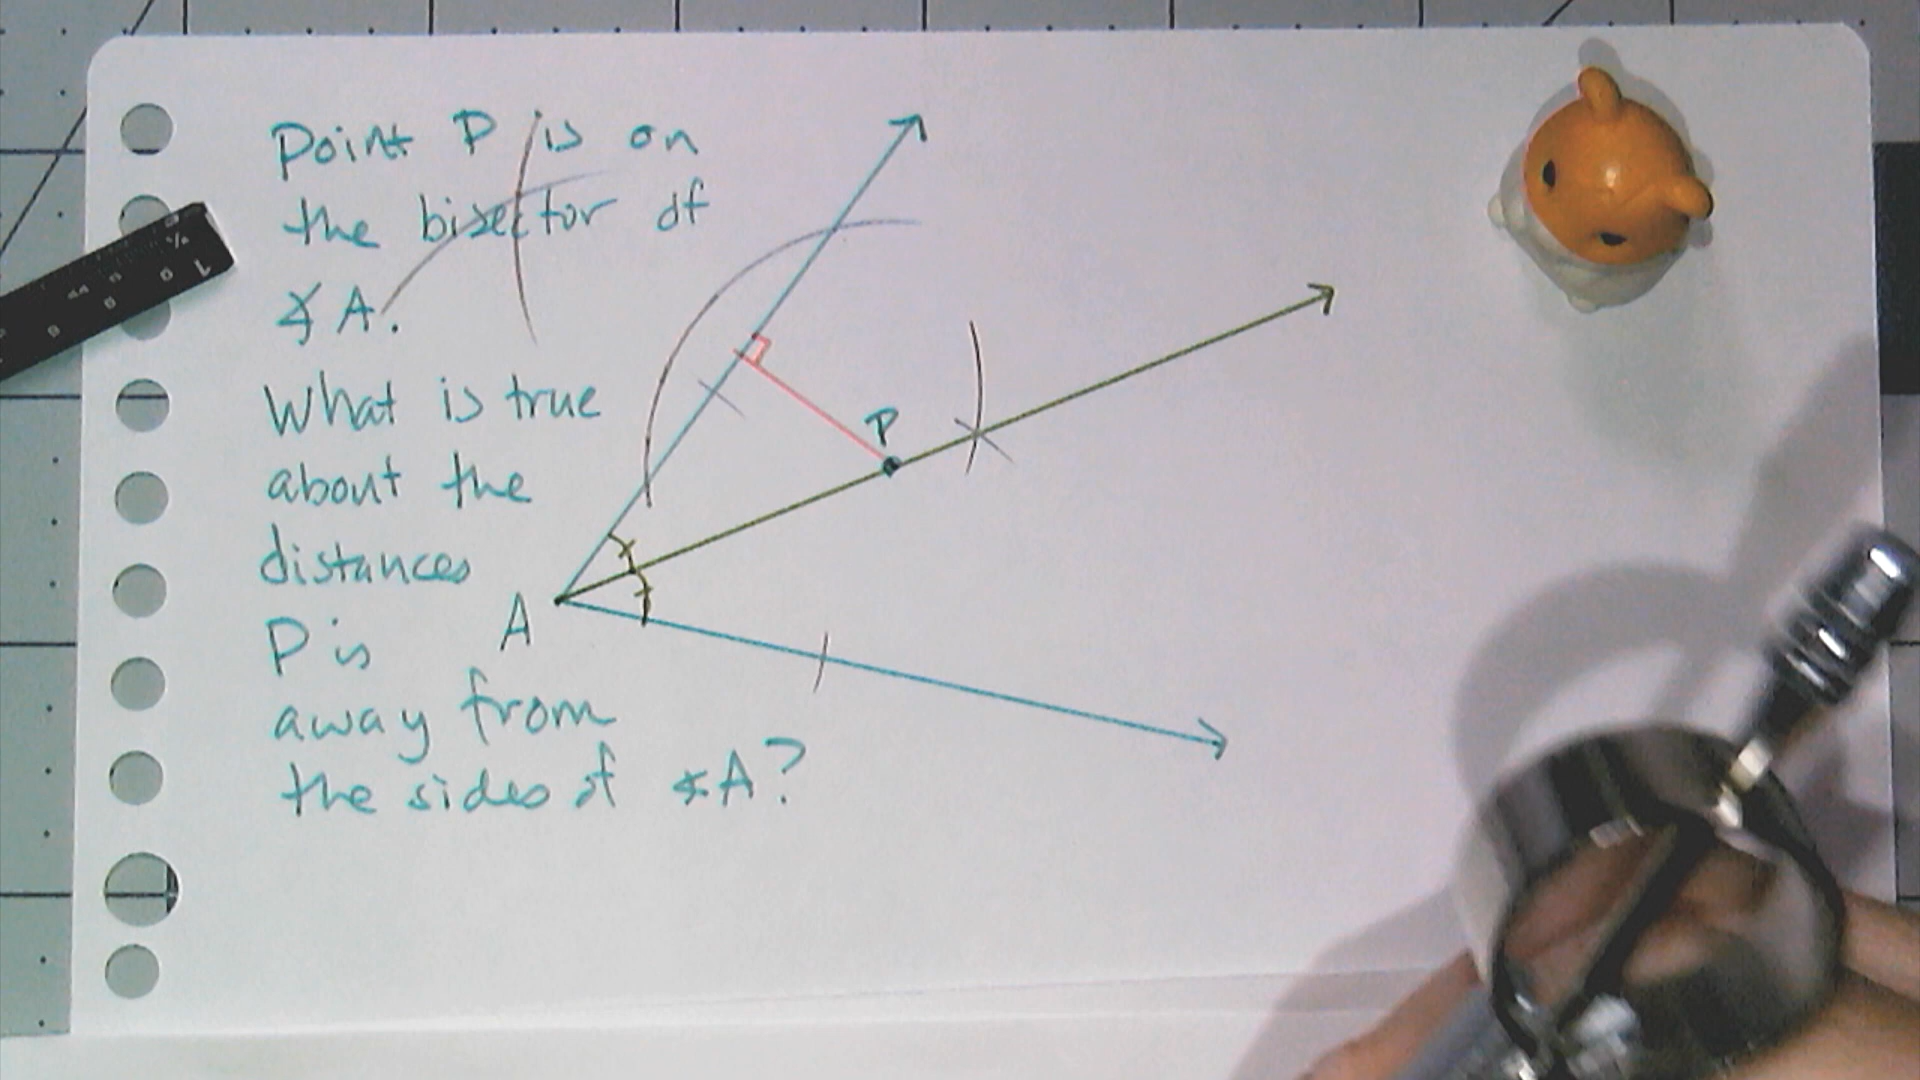 Point P is on
the bisector of
∡ A.
What is true
about the
distances
P is
away from
the sides of ∡A?
A
P